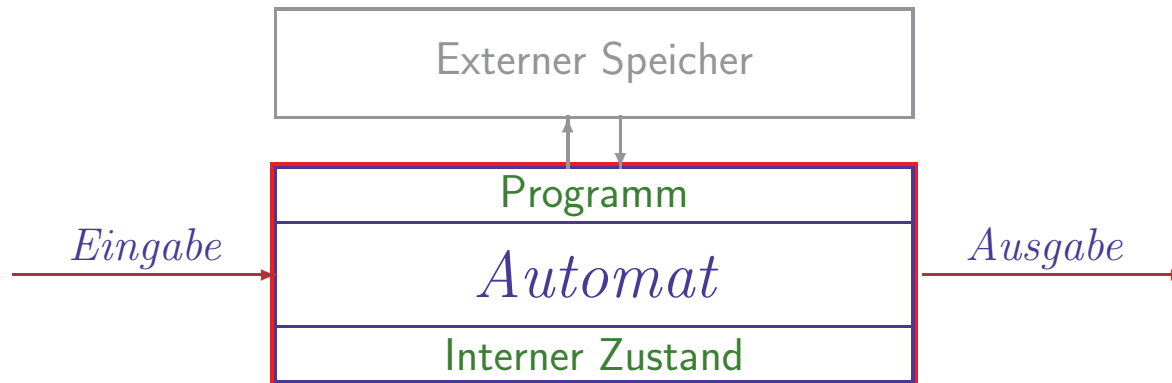 Externer Speicher
Programm
Eingabe
Automat
Ausgabe
Interner Zustand